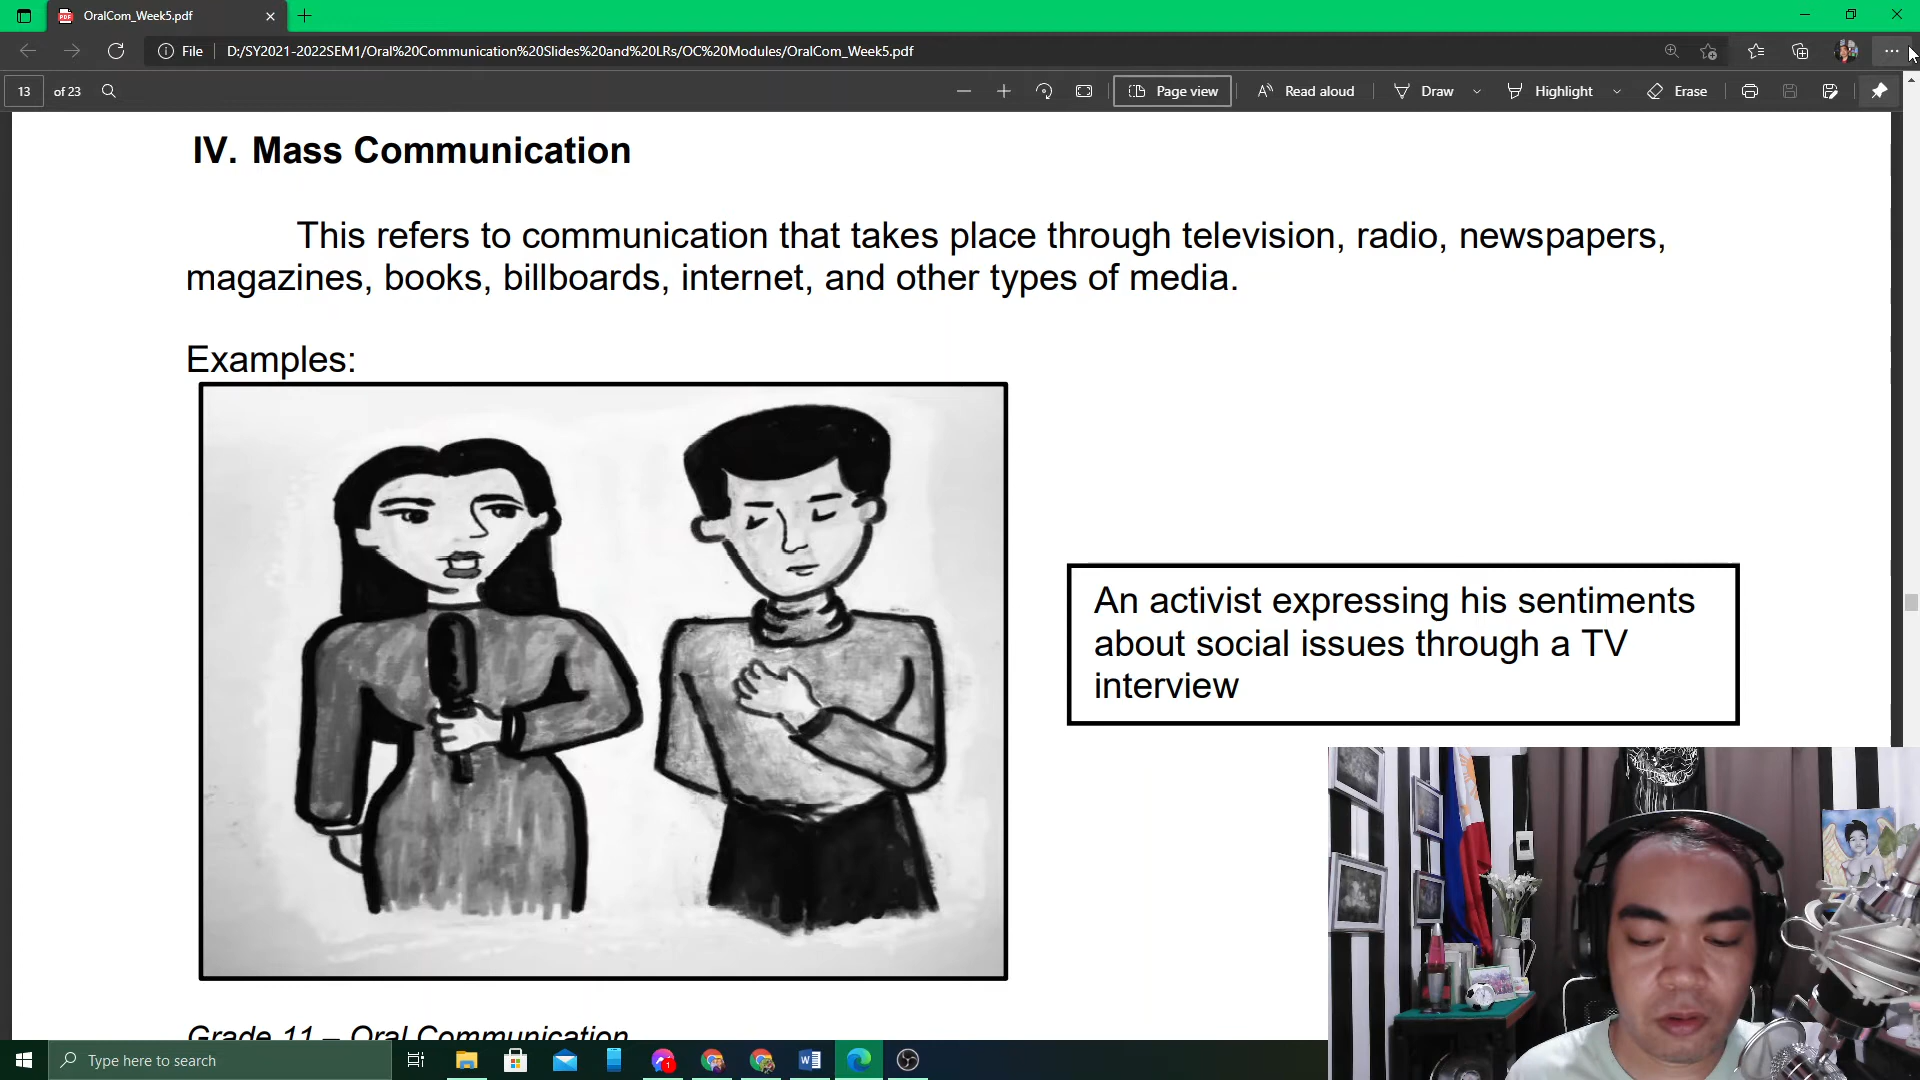 OralCom_Week5.pdf
File
D:/SY2021-2022SEM1/Oral%20Communication%20Slides%20and%20LRs/OC%20Modules/OralCom_Week5.pdf
13 of 23
Page view
Read aloud
Draw
Highlight
Erase
IV. Mass Communication
This refers to communication that takes place through television, radio, newspapers,
magazines, books, billboards, internet, and other types of media.
Examples:
An activist expressing his sentiments
about social issues through a TV
interview
Grade 11 – Oral Communication
Type here to search